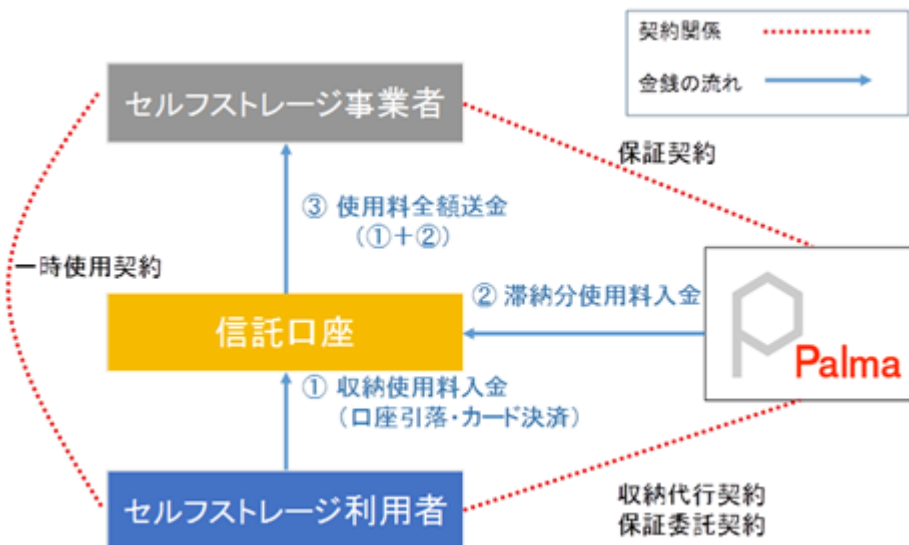 契約関係
金銭の流れ
セルフストレージ事業者
保証契約
③ 使用料全額送金
(①+②)
一時使用契約
② 滞納分使用料入金
信託口座
Palma
① 収納使用料入金
(口座引落・カード決済)
セルフストレージ利用者
収納代行契約
保証委託契約